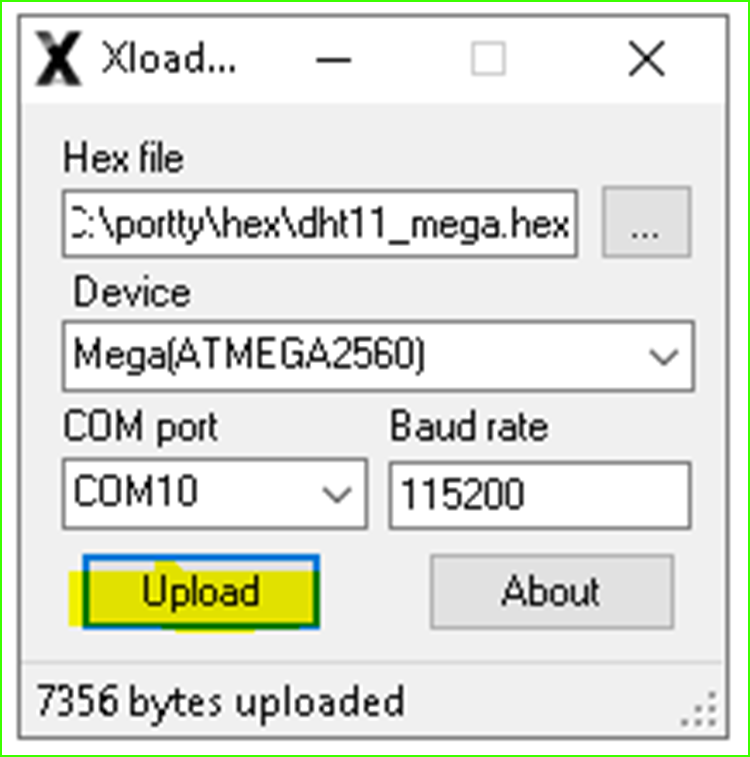 Xload...
Hex file
C:\portty\hex\dht11_mega.hex
...
Device
Mega(ATMEGA2560)
COM port Baud rate
COM10 115200
Upload About
7356 bytes uploaded